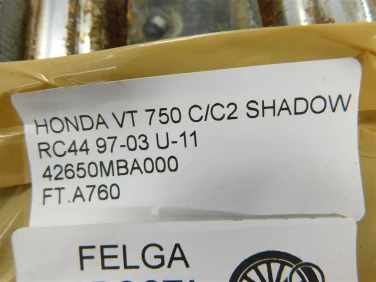 HONDA VT 750 C/C2 SHADOW
RC44 97-03 U-11
42650MBA000
FT.A760
FELGA